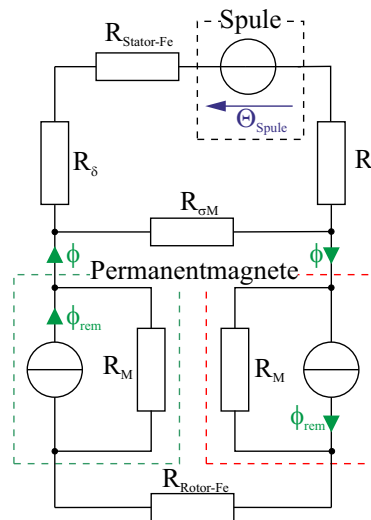 Spule
R_Stator-Fe
Θ_Spule
R_δ
R
R_σM
ϕ
ϕ
Permanentmagnete
ϕ_rem
R_M
R_M
ϕ_rem
R_Rotor-Fe